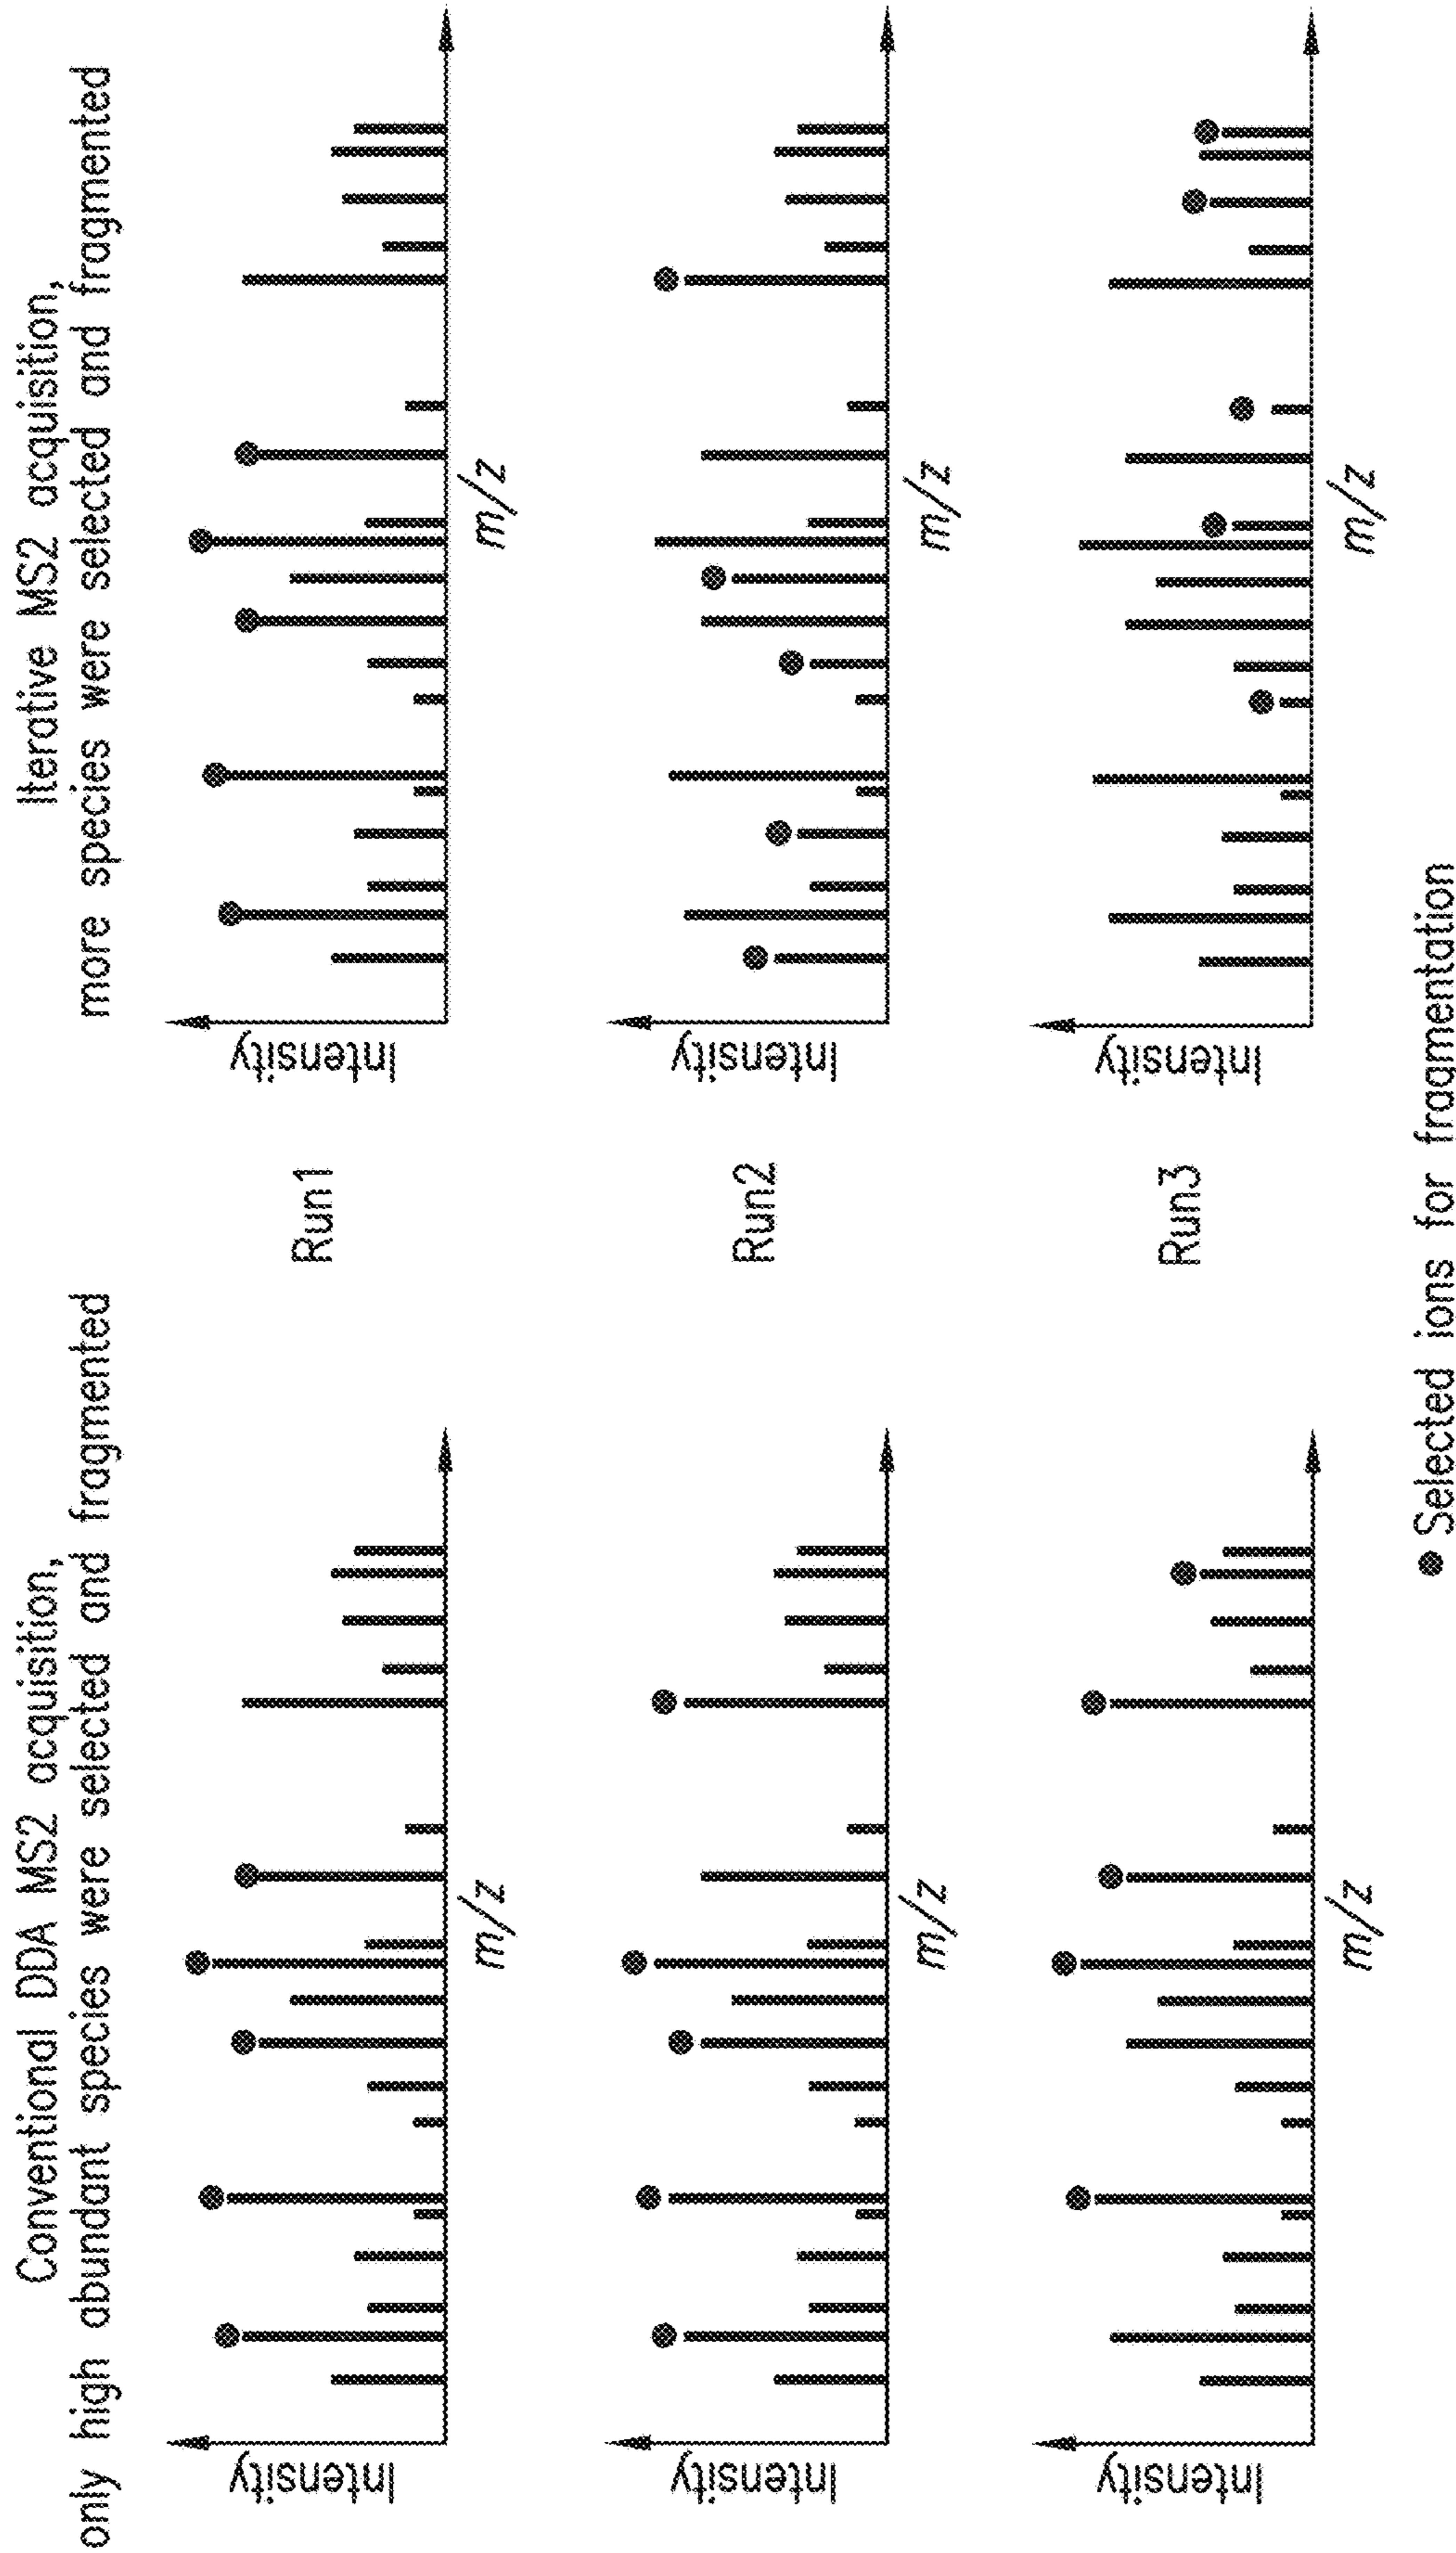 Conventional DDA MS2 acquisition,
only high abundant species were selected and fragmented
Iterative MS2 acquisition,
more species were selected and fragmented
Intensity
m/z
Run1
Intensity
m/z
Intensity
m/z
Run2
Intensity
m/z
Intensity
m/z
Run3
Intensity
m/z
Selected ions for fragmentation